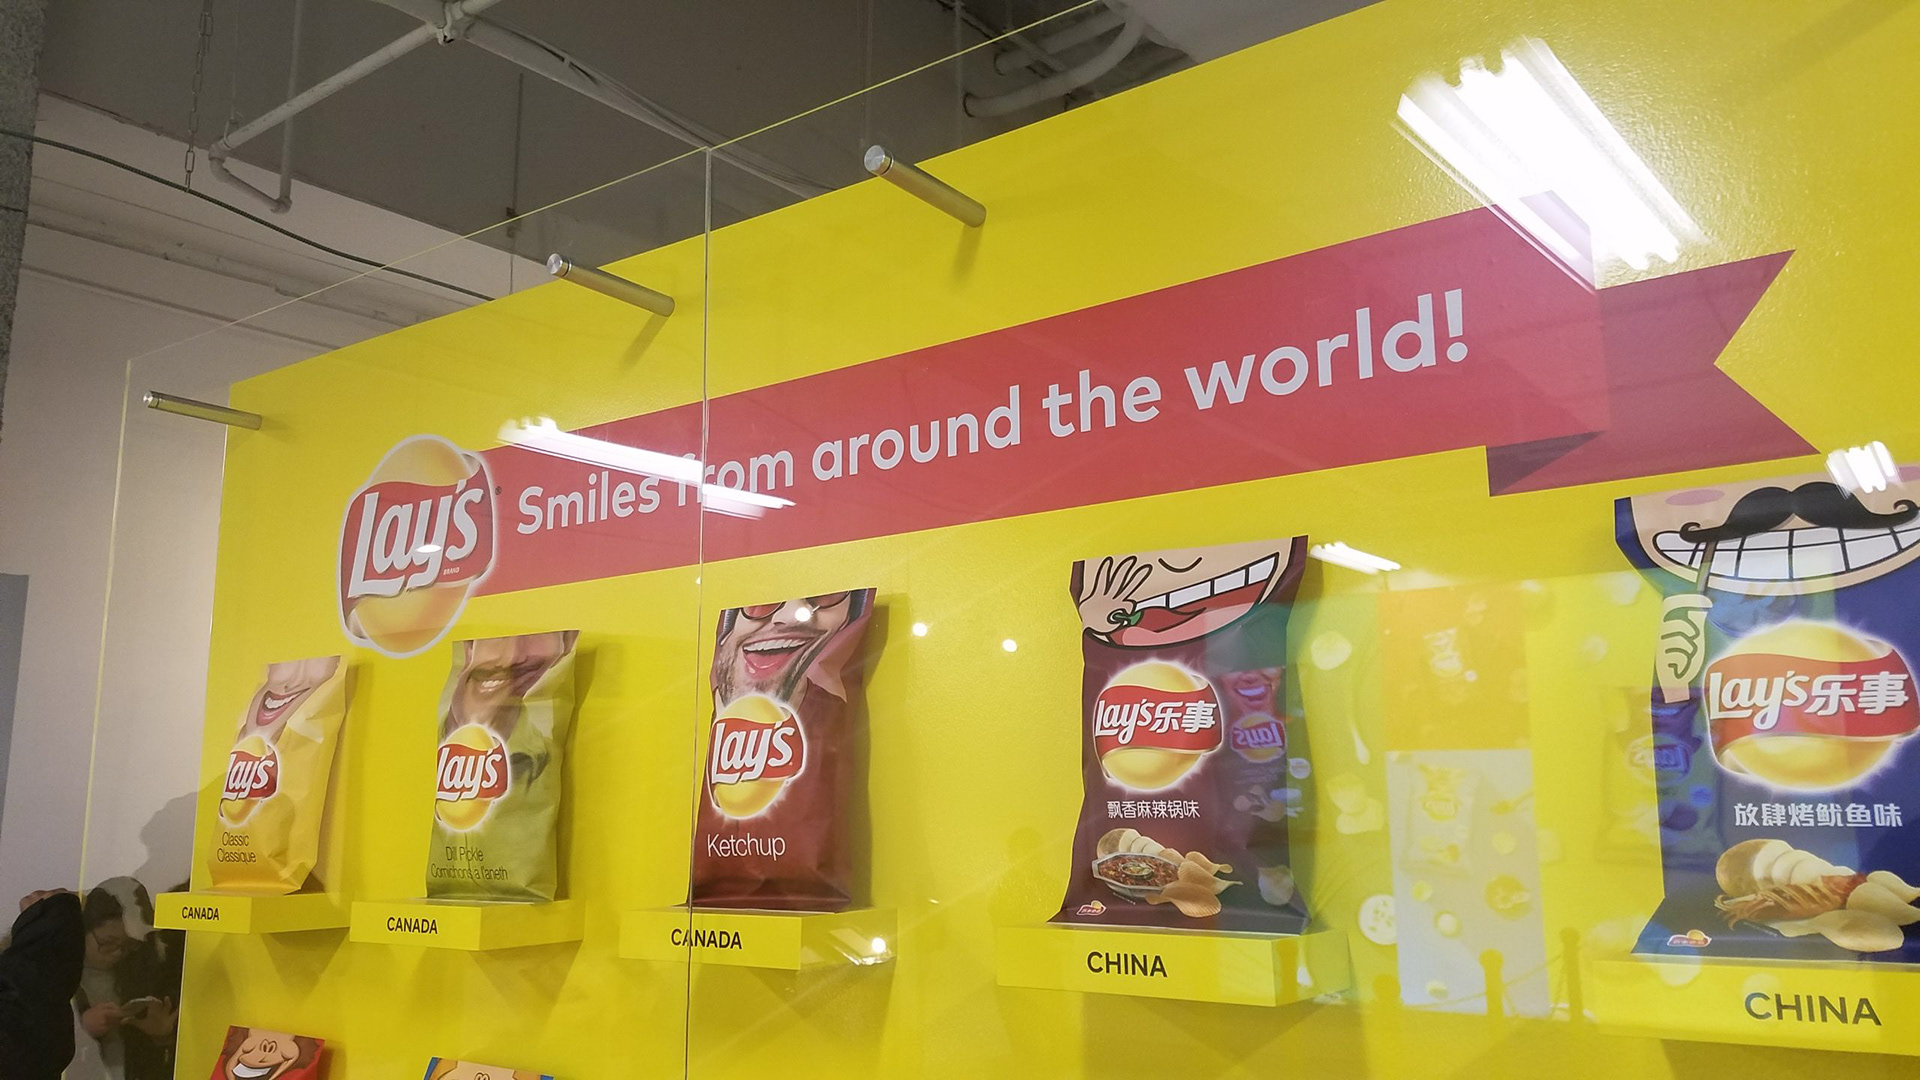 Lay's
BRAND
Smiles from around the world!
Lay's
Classic
Classique
CANADA
Lay's
Dill Pickle
Cornichons à l'aneth
CANADA
Lay's
Ketchup
CANADA
Lay's乐事
飘香麻辣锅味
CHINA
Lay's乐事
放肆烤鱿鱼味
CHINA